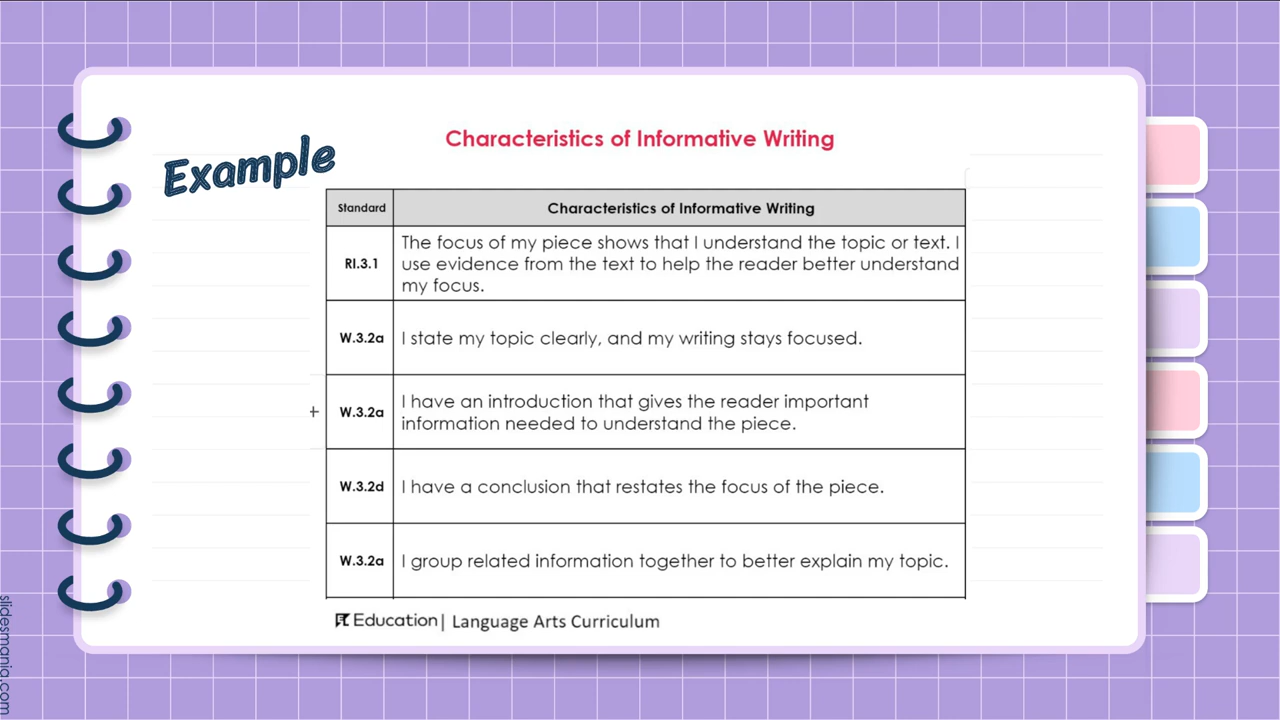 Characteristics of Informative Writing
Example
Standard
Characteristics of Informative Writing
RI.3.1
The focus of my piece shows that I understand the topic or text. I
use evidence from the text to help the reader better understand
my focus.
W.3.2a
I state my topic clearly, and my writing stays focused.
+
W.3.2a
I have an introduction that gives the reader important
information needed to understand the piece.
W.3.2d
I have a conclusion that restates the focus of the piece.
W.3.2a
I group related information together to better explain my topic.
Education| Language Arts Curriculum
slidesmania.com